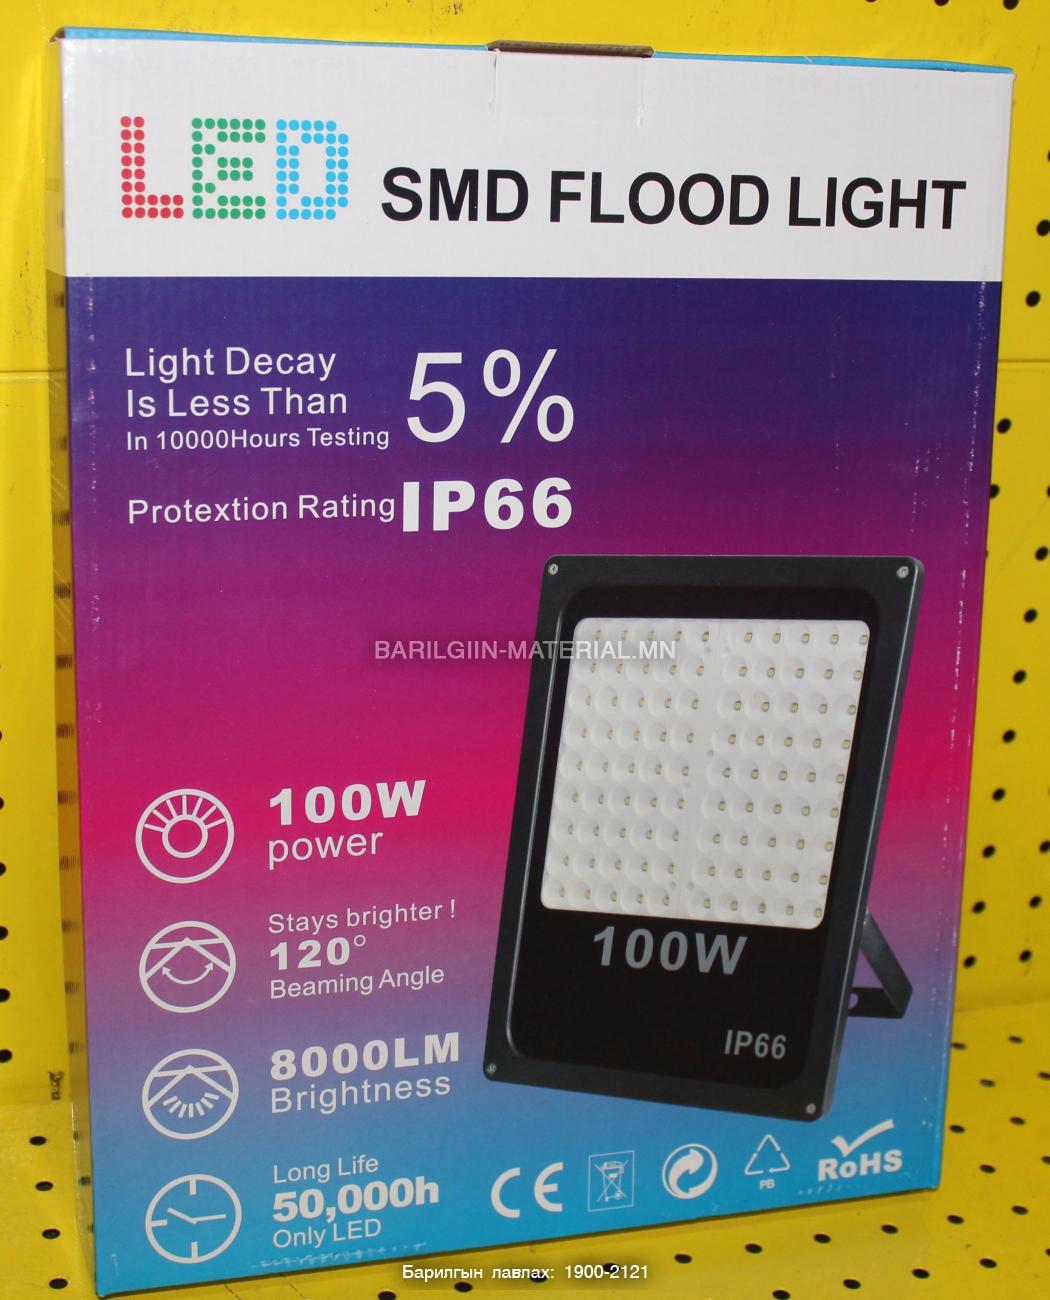 LED SMD FLOOD LIGHT
Light Decay
Is Less Than 5%
In 10000Hours Testing
Protextion Rating IP66
BARILGIIN-MATERIAL.MN
100W
power
Stays brighter !
120°
Beaming Angle
8000LM
Brightness
Long Life
50,000h
Only LED
100W
IP66
CE
PB
RoHS
Барилгын лавлах: 1900-2121